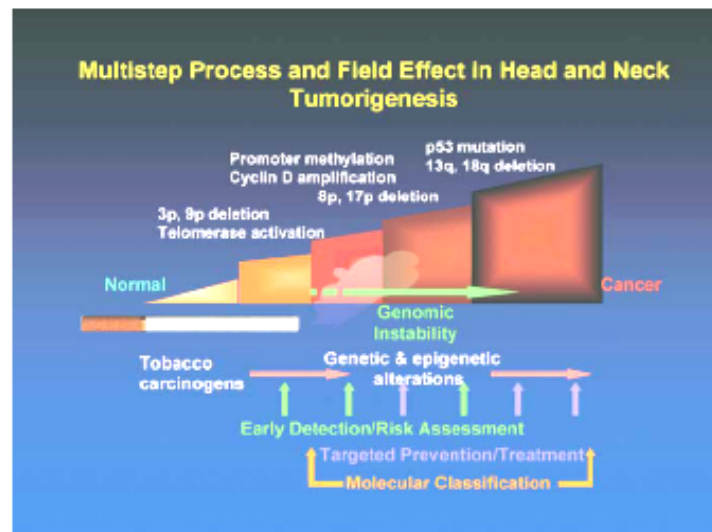 Multistep Process and Field Effect in Head and Neck
Tumorigenesis
p53 mutation
13q, 18q deletion
Promoter methylation
Cyclin D amplification
8p, 17p deletion
3p, 9p deletion
Telomerase activation
Normal
Cancer
Genomic
Instability
Tobacco
carcinogens
Genetic & epigenetic
alterations
Early Detection/Risk Assessment
Targeted Prevention/Treatment
Molecular Classification